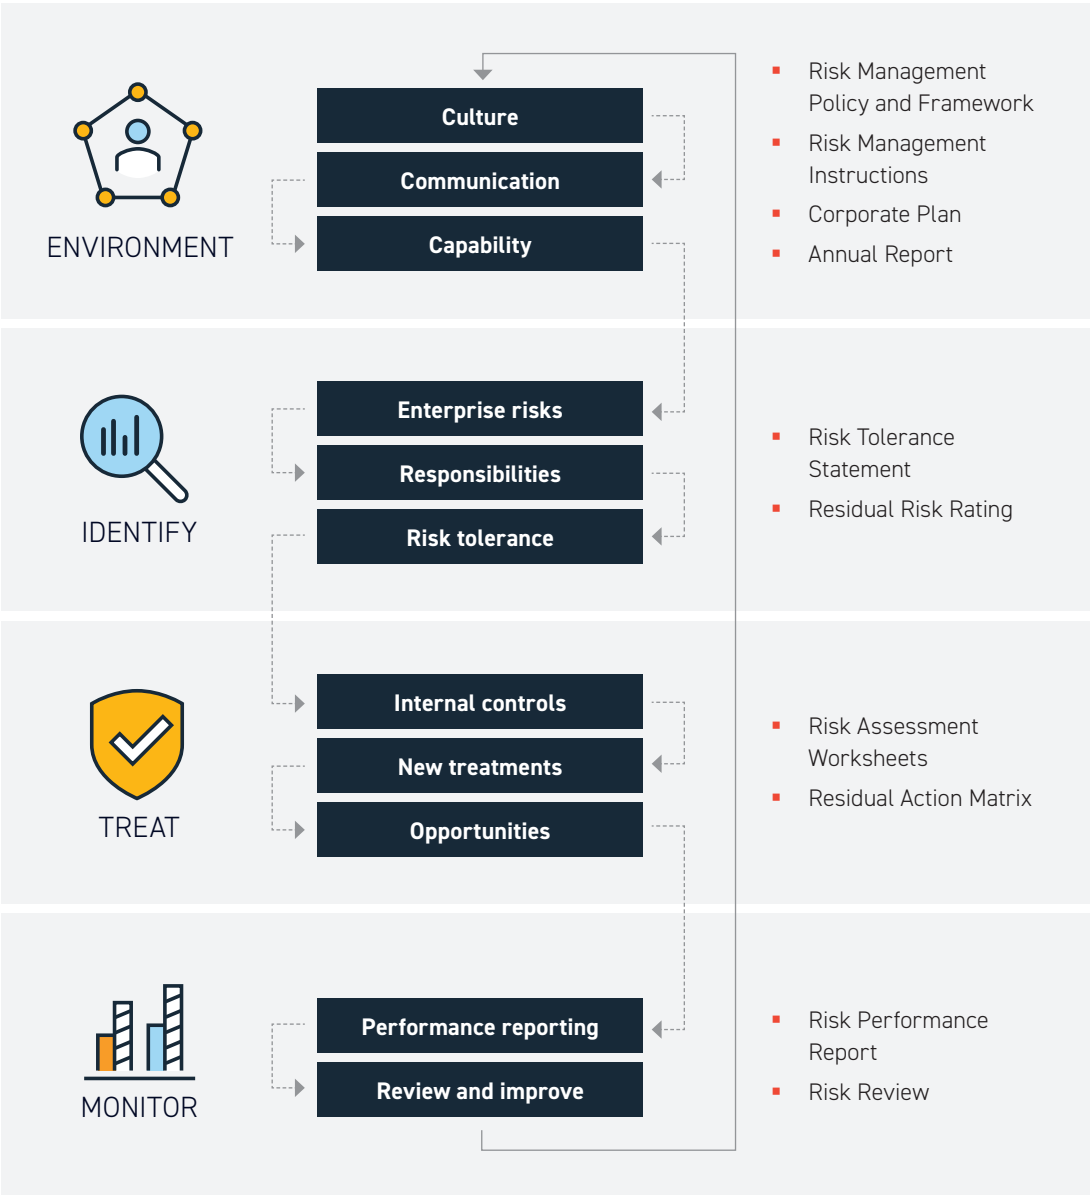 Culture
Communication
Capability
ENVIRONMENT
Risk Management
Policy and Framework
Risk Management
Instructions
Corporate Plan
Annual Report
Enterprise risks
Responsibilities
Risk tolerance
IDENTIFY
Risk Tolerance
Statement
Residual Risk Rating
Internal controls
New treatments
Opportunities
TREAT
Risk Assessment
Worksheets
Residual Action Matrix
Performance reporting
Review and improve
MONITOR
Risk Performance
Report
Risk Review